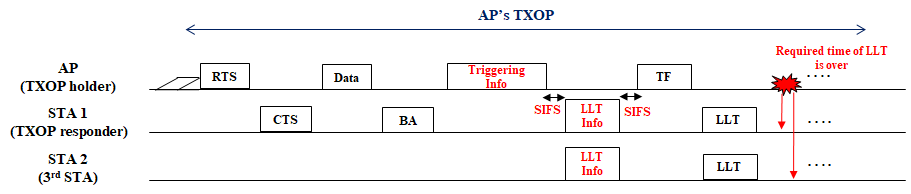 AP's TXOP
Required time of LLT
is over
AP
(TXOP holder)
RTS
Data
Triggering
Info
TF
....
SIFS
SIFS
STA 1
(TXOP responder)
CTS
BA
LLT
Info
LLT
....
STA 2
(3rd STA)
LLT
Info
LLT
....